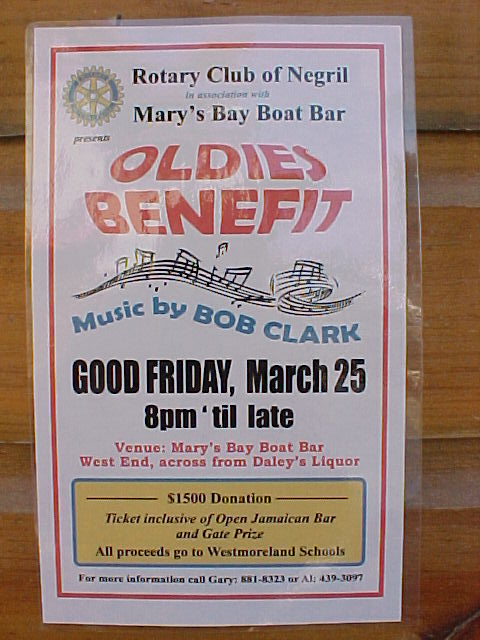 Rotary Club of Negril
in association with
Mary's Bay Boat Bar
presents
OLDIES
BENEFIT
Music by BOB CLARK
GOOD FRIDAY, March 25
8pm 'til late
Venue: Mary's Bay Boat Bar
West End, across from Daley's Liquor
$1500 Donation
Ticket inclusive of Open Jamaican Bar
and Gate Prize
All proceeds go to Westmoreland Schools
For more information call Gary: 881-8323 or Al: 439-3097